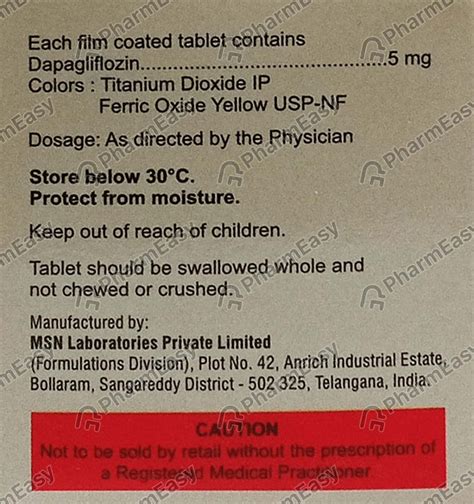 Each film coated tablet contains
Dapagliflozin..................................................5 mg
Colors : Titanium Dioxide IP
Ferric Oxide Yellow USP-NF
Dosage: As directed by the Physician
Store below 30°C.
Protect from moisture.
Keep out of reach of children.
Tablet should be swallowed whole and
not chewed or crushed.
Manufactured by:
MSN Laboratories Private Limited
(Formulations Division), Plot No. 42, Anrich Industrial Estate,
Bollaram, Sangareddy District - 502 325, Telangana, India.
CAUTION
Not to be sold by retail without the prescription of
a Registered Medical Practitioner.
PharmEasy